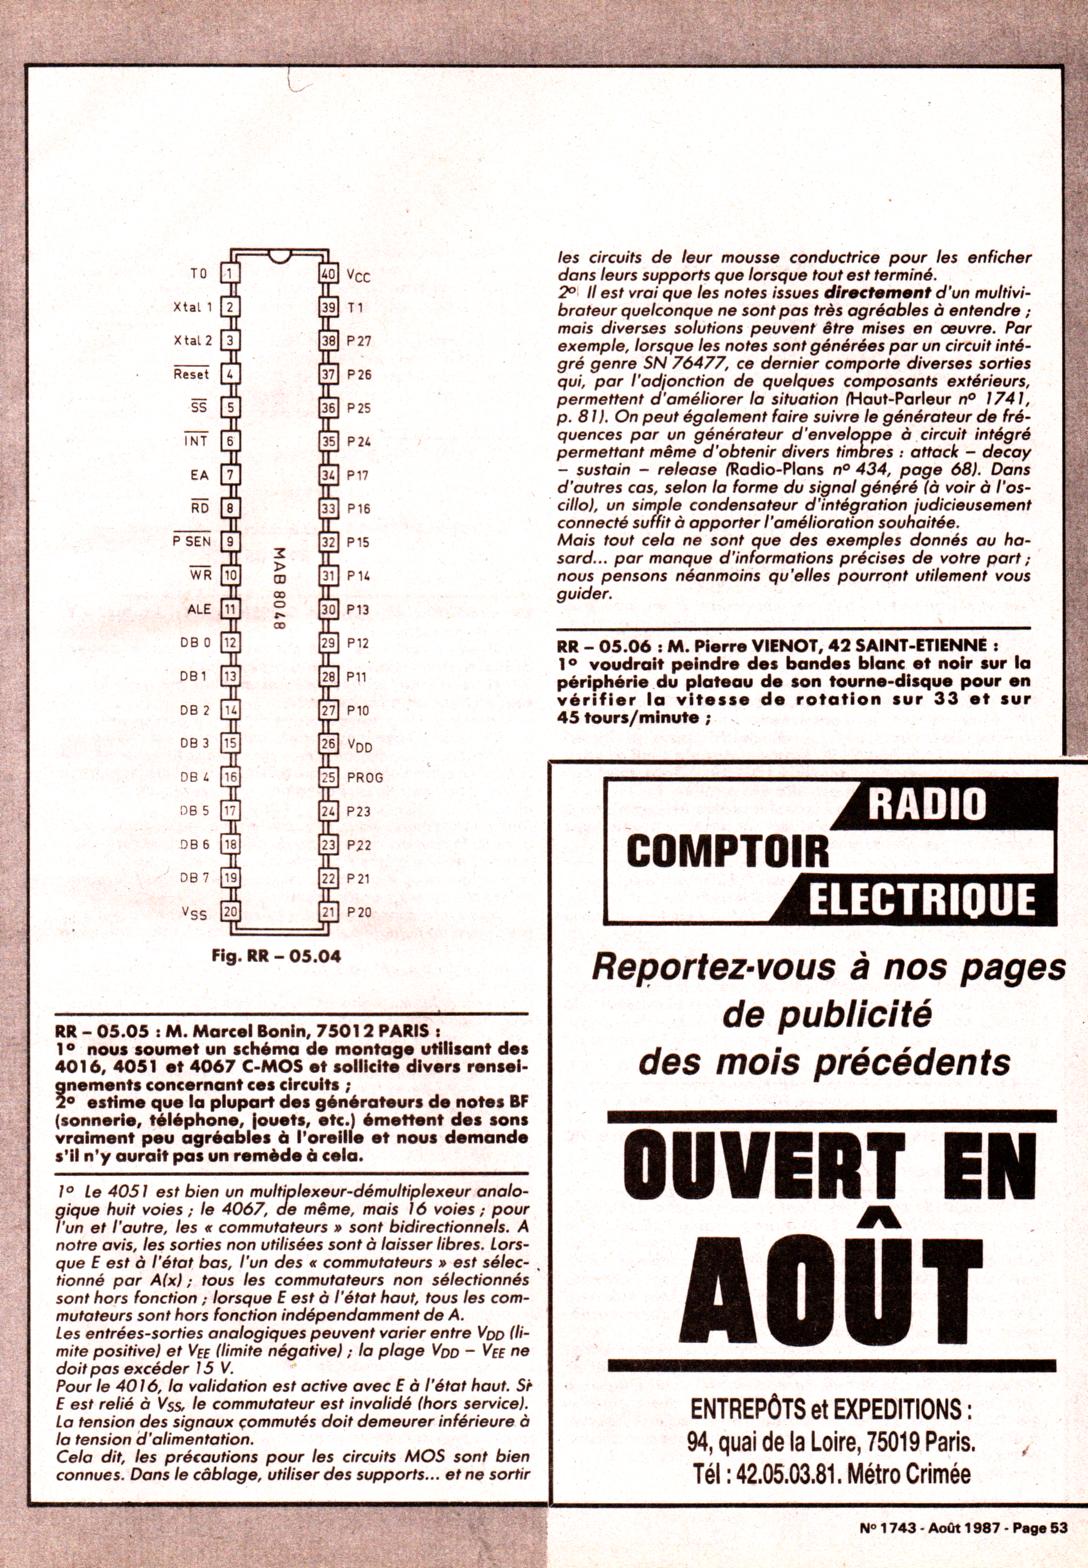 T0 1 40 VCC
Xtal 1 2 39 T1
Xtal 2 3 38 P27
Reset 4 37 P26
SS 5 36 P25
INT 6 35 P24
EA 7 34 P17
RD 8 33 P16
P SEN 9 32 P15
WR 10 31 P14
ALE 11 30 P13
DB 0 12 29 P12
DB 1 13 28 P11
DB 2 14 27 P10
DB 3 15 26 VDD
DB 4 16 25 PROG
DB 5 17 24 P23
DB 6 18 23 P22
DB 7 19 22 P21
VSS 20 21 P20
MAB 8048
Fig. RR – 05.04
RR – 05.05 : M. Marcel Bonin, 75012 PARIS :
1° nous soumet un schéma de montage utilisant des
4016, 4051 et 4067 C-MOS et sollicite divers rensei-
gnements concernant ces circuits ;
2° estime que la plupart des générateurs de notes BF
(sonnerie, téléphone, jouets, etc.) émettent des sons
vraiment peu agréables à l'oreille et nous demande
s'il n'y aurait pas un remède à cela.
1° Le 4051 est bien un multiplexeur-démultiplexeur analo-
gique huit voies ; le 4067, de même, mais 16 voies ; pour
l'un et l'autre, les « commutateurs » sont bidirectionnels. A
notre avis, les sorties non utilisées sont à laisser libres. Lors-
que E est à l'état bas, l'un des « commutateurs » est sélec-
tionné par A(x) ; tous les commutateurs non sélectionnés
sont hors fonction ; lorsque E est à l'état haut, tous les com-
mutateurs sont hors fonction indépendamment de A.
Les entrées-sorties analogiques peuvent varier entre VDD (li-
mite positive) et VEE (limite négative) ; la plage VDD – VEE ne
doit pas excéder 15 V.
Pour le 4016, la validation est active avec E à l'état haut. Si
E est relié à VSS, le commutateur est invalidé (hors service).
La tension des signaux commutés doit demeurer inférieure à
la tension d'alimentation.
Cela dit, les précautions pour les circuits MOS sont bien
connues. Dans le câblage, utiliser des supports... et ne sortir
les circuits de leur mousse conductrice pour les enficher
dans leurs supports que lorsque tout est terminé.
2° Il est vrai que les notes issues directement d'un multivi-
brateur quelconque ne sont pas très agréables à entendre ;
mais diverses solutions peuvent être mises en œuvre. Par
exemple, lorsque les notes sont générées par un circuit inté-
gré genre SN 76477, ce dernier comporte diverses sorties
qui, par l'adjonction de quelques composants extérieurs,
permettent d'améliorer la situation (Haut-Parleur n° 1741,
p. 81). On peut également faire suivre le générateur de fré-
quences par un générateur d'enveloppe à circuit intégré
permettant même d'obtenir divers timbres : attack – decay
– sustain – release (Radio-Plans n° 434, page 68). Dans
d'autres cas, selon la forme du signal généré (à voir à l'os-
cillo), un simple condensateur d'intégration judicieusement
connecté suffit à apporter l'amélioration souhaitée.
Mais tout cela ne sont que des exemples donnés au ha-
sard... par manque d'informations précises de votre part ;
nous pensons néanmoins qu'elles pourront utilement vous
guider.
RR – 05.06 : M. Pierre VIENOT, 42 SAINT-ETIENNE :
1° voudrait peindre des bandes blanc et noir sur la
périphérie du plateau de son tourne-disque pour en
vérifier la vitesse de rotation sur 33 et sur
45 tours/minute ;
RADIO
COMPTOIR
ELECTRIQUE
Reportez-vous à nos pages
de publicité
des mois précédents
OUVERT EN
AOÛT
ENTREPÔTS et EXPEDITIONS :
94, quai de la Loire, 75019 Paris.
Tél : 42.05.03.81. Métro Crimée
N° 1743 - Août 1987 - Page 53